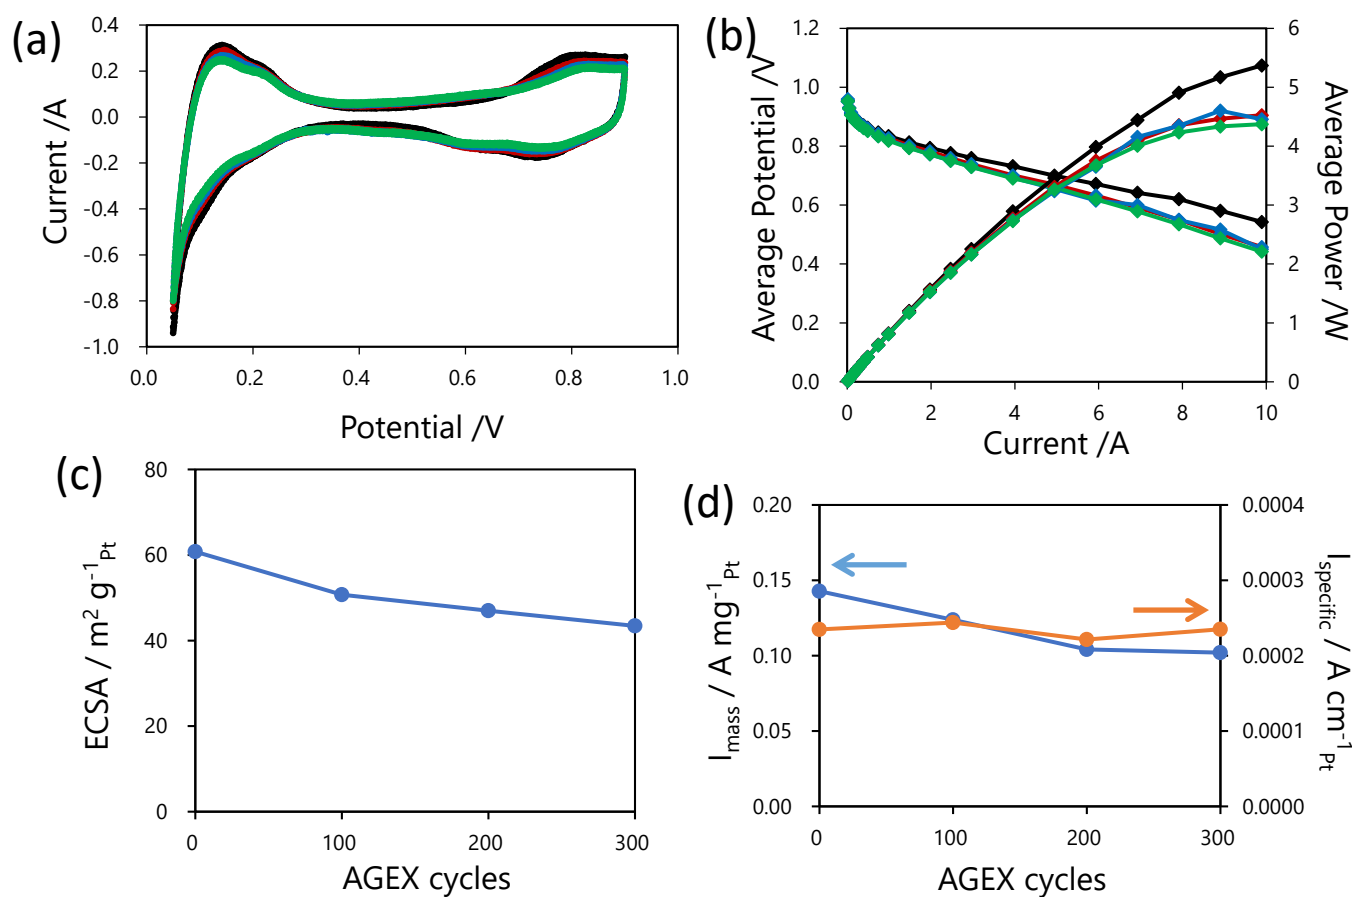 (a)
0.4
0.2
0.0
-0.2
-0.4
-0.6
-0.8
-1.0
Current /A
0.0 0.2 0.4 0.6 0.8 1.0
Potential /V
(b)
1.2
1.0
0.8
0.6
0.4
0.2
0.0
Average Potential /V
6
5
4
3
2
1
0
Average Power /W
0 2 4 6 8 10
Current /A
(c)
80
60
40
20
0
ECSA / m² g⁻¹Pt
0 100 200 300
AGEX cycles
(d)
0.20
0.15
0.10
0.05
0.00
Imass / A mg⁻¹Pt
0.0004
0.0003
0.0002
0.0001
0.0000
Ispecific / A cm⁻¹Pt
0 100 200 300
AGEX cycles